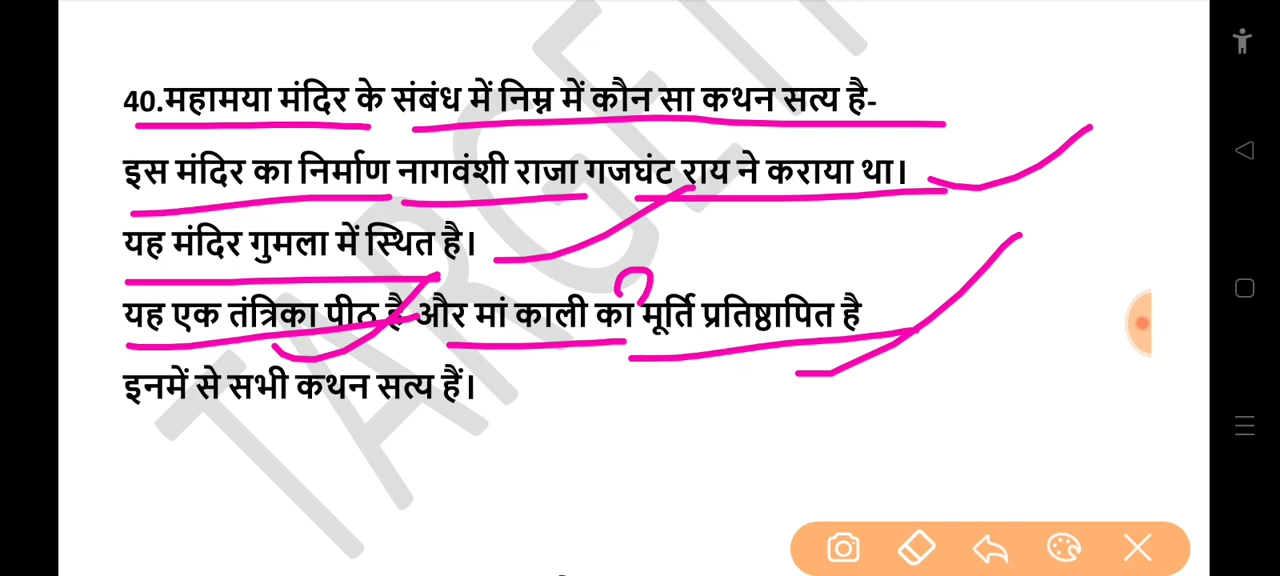 40.महामया मंदिर के संबंध में निम्न में कौन सा कथन सत्य है-
इस मंदिर का निर्माण नागवंशी राजा गजघंट राय ने कराया था।
यह मंदिर गुमला में स्थित है।
यह एक तंत्रिका पीठ है और मां काली का मूर्ति प्रतिष्ठापित है
इनमें से सभी कथन सत्य हैं।
TARGET